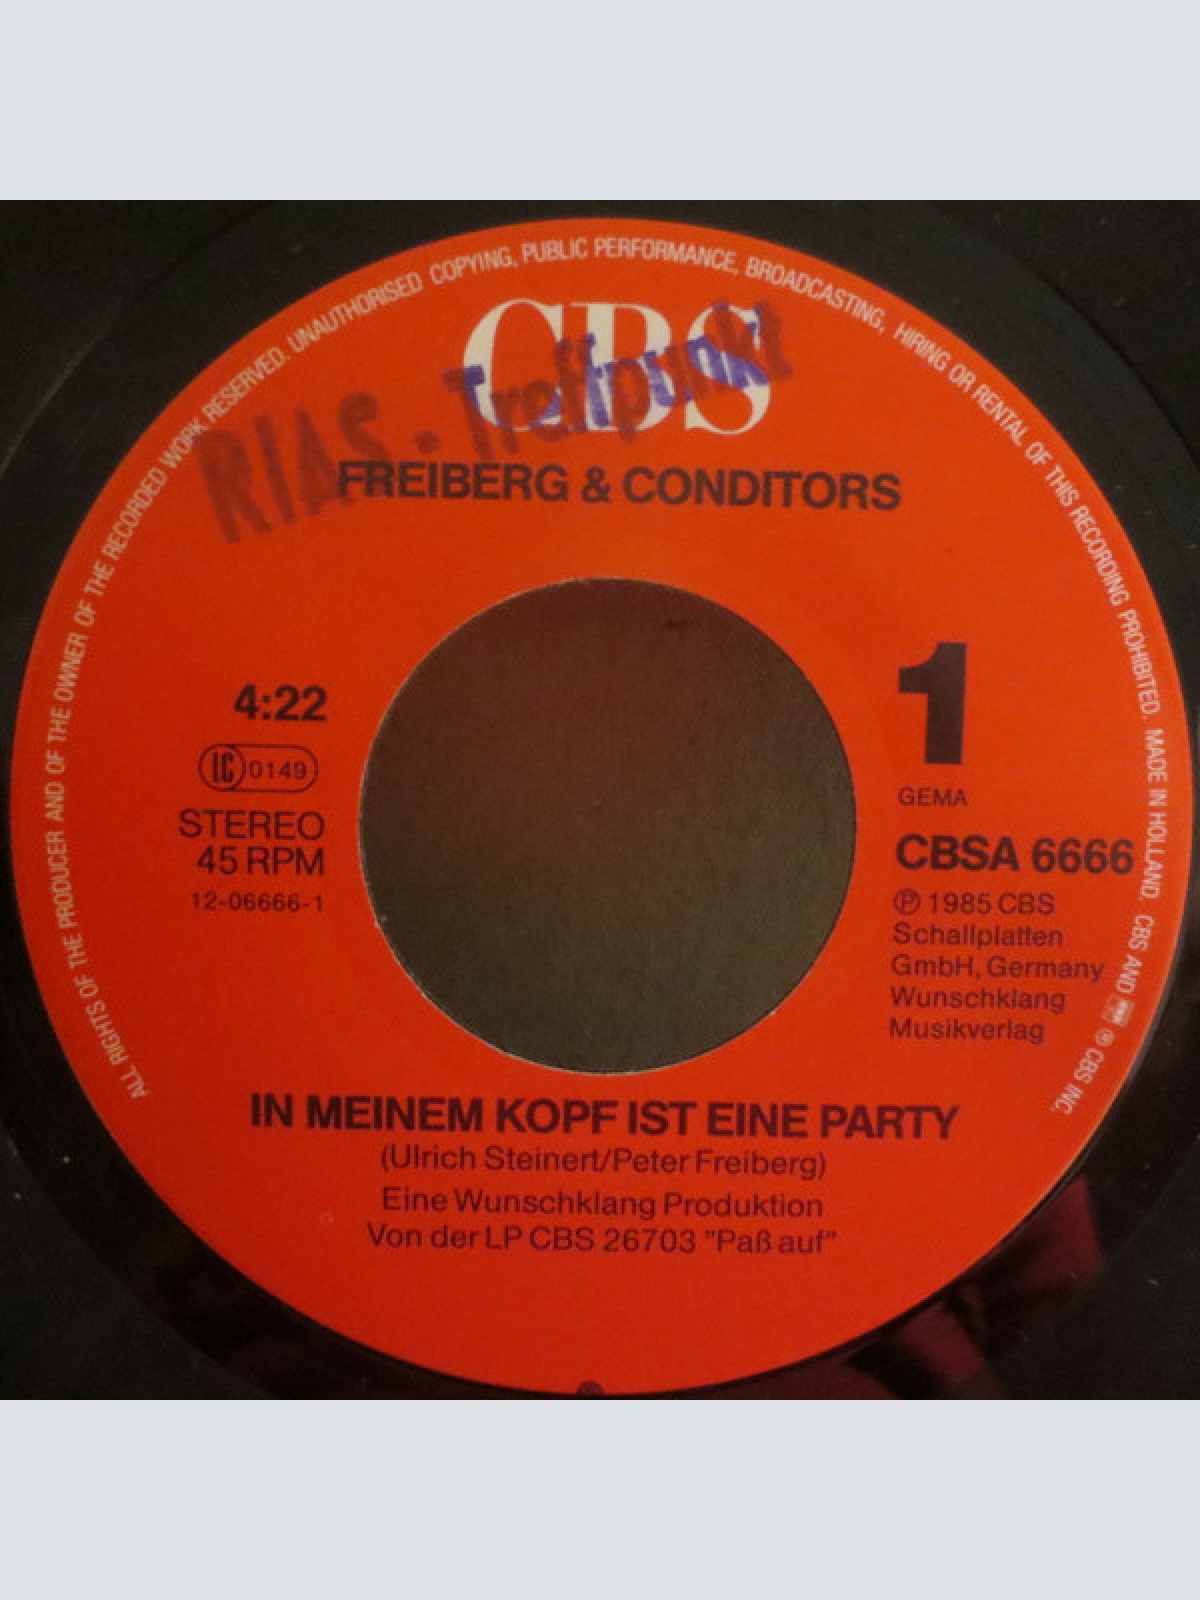 ALL RIGHTS OF THE PRODUCER AND OF THE OWNER OF THE RECORDED WORK RESERVED. UNAUTHORISED COPYING, PUBLIC PERFORMANCE, BROADCASTING, HIRING OR RENTAL OF THIS RECORDING PROHIBITED. MADE IN HOLLAND. CBS AND ® CBS INC.
CBS
RIAS - Treffpunkt
FREIBERG & CONDITORS
4:22
LC 0149
STEREO
45 RPM
12-06666-1
1
GEMA
CBSA 6666
℗ 1985 CBS
Schallplatten
GmbH, Germany
Wunschklang
Musikverlag
IN MEINEM KOPF IST EINE PARTY
(Ulrich Steinert/Peter Freiberg)
Eine Wunschklang Produktion
Von der LP CBS 26703 "Paß auf"